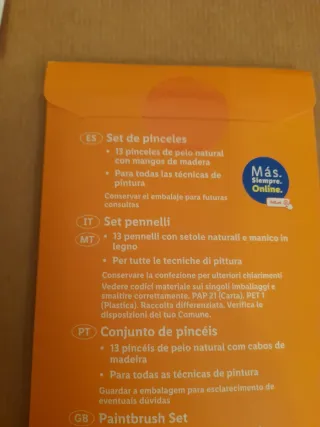 ES Set de pinceles
• 13 pinceles de pelo natural
con mangos de madera
• Para todas las técnicas de
pintura
Conservar el embalaje para futuras
consultas
Más.
Siempre.
Online.
IT Set pennelli
MT • 13 pennelli con setole naturali e manico in
legno
• Per tutte le tecniche di pittura
Conservare la confezione per ulteriori chiarimenti
Vedere codici materiale sui singoli imballaggi e
smaltire correttamente. PAP 21 (Carta). PET 1
(Plastica). Raccolta differenziata. Verifica le
disposizioni del tuo Comune.
PT Conjunto de pincéis
• 13 pincéis de pelo natural com cabos de
madeira
• Para todas as técnicas de pintura
Guardar a embalagem para esclarecimento de
eventuais dúvidas
GB Paintbrush Set